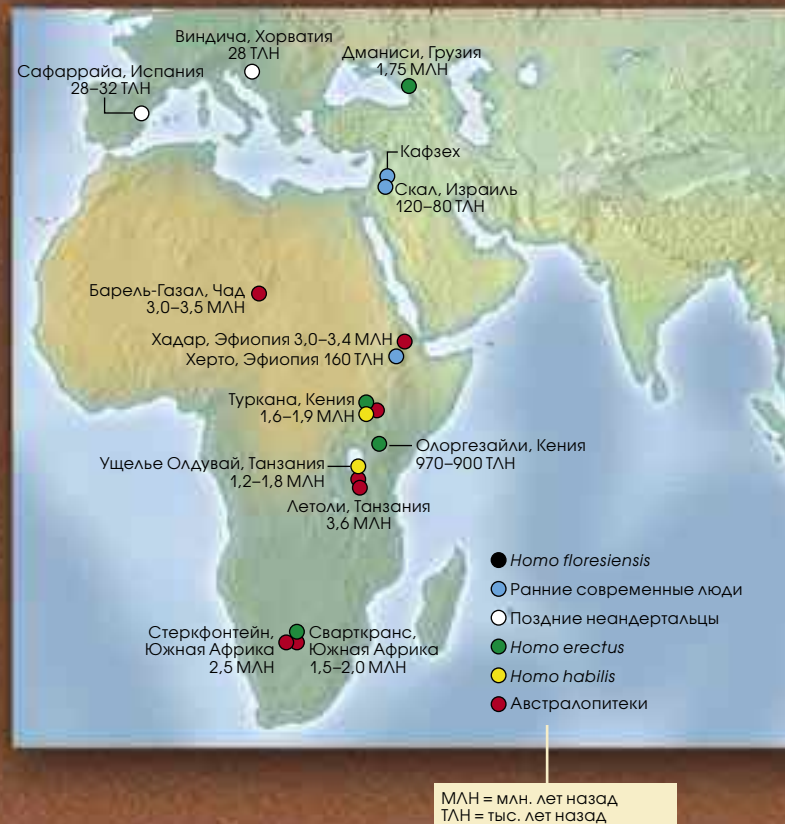 Виндича, Хорватия
28 ТЛН
Дманиси, Грузия
1,75 МЛН
Сафаррайа, Испания
28–32 ТЛН
Кафзех
Скал, Израиль
120–80 ТЛН
Барель-Газал, Чад
3,0–3,5 МЛН
Хадар, Эфиопия 3,0–3,4 МЛН
Херто, Эфиопия 160 ТЛН
Туркана, Кения
1,6–1,9 МЛН
Олоргезайли, Кения
970–900 ТЛН
Ущелье Олдувай, Танзания
1,2–1,8 МЛН
Летоли, Танзания
3,6 МЛН
Homo floresiensis
Ранние современные люди
Поздние неандертальцы
Homo erectus
Homo habilis
Австралопитеки
Стеркфонтейн,
Южная Африка
2,5 МЛН
Сварткранс,
Южная Африка
1,5–2,0 МЛН
МЛН = млн. лет назад
ТЛН = тыс. лет назад